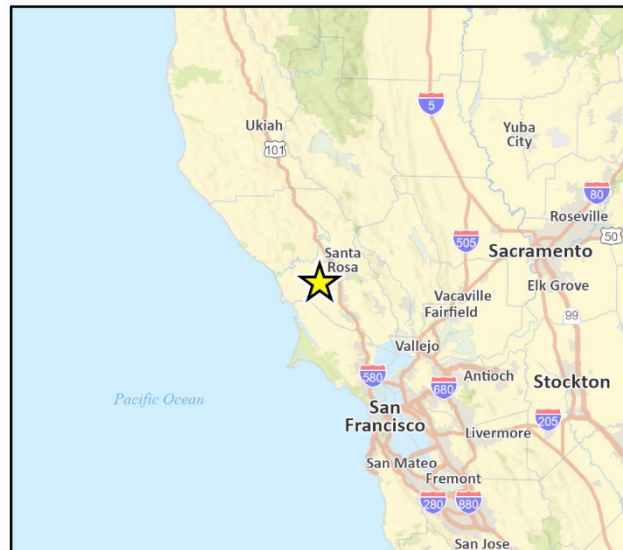 5
Ukiah
101
Yuba
City
80
Roseville
505
50
Santa
Rosa
Sacramento
Elk Grove
Vacaville
Fairfield
99
Vallejo
580
680
Antioch
Stockton
Pacific Ocean
San
Francisco
205
Livermore
San Mateo
Fremont
280
880
San Jose